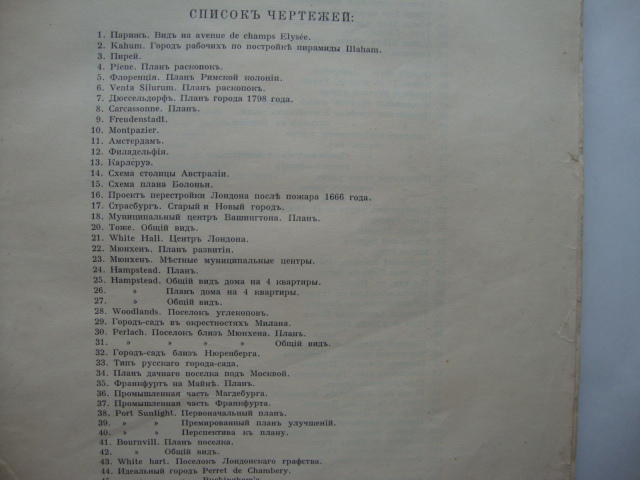 СПИСОКЪ ЧЕРТЕЖЕЙ:
1. Парижъ. Видъ на avenue de champs Elysée.
2. Kahum. Городъ рабочихъ по постройкѣ пирамиды Illaham.
3. Пирей.
4. Piene. Планъ раскопокъ.
5. Флоренція. Планъ Римской колоніи.
6. Venta Silurum. Планъ раскопокъ.
7. Дюссельдорфъ. Планъ города 1798 года.
8. Carcassonne. Планъ.
9. Freudenstadt.
10. Montpazier.
11. Амстердамъ.
12. Филадельфія.
13. Карлсруэ.
14. Схема столицы Австраліи.
15. Схема плана Болоньи.
16. Проектъ перестройки Лондона послѣ пожара 1666 года.
17. Страсбургъ. Старый и Новый городъ.
18. Муниципальный центръ Вашингтона. Планъ.
20. Тоже. Общій видъ.
21. White Hall. Центръ Лондона.
22. Мюнхенъ. Планъ развитія.
23. Мюнхенъ. Мѣстные муниципальные центры.
24. Hampstead. Планъ.
25. Hampstead. Общій видъ дома на 4 квартиры.
26. » Планъ дома на 4 квартиры.
27. » Общій видъ.
28. Woodlands. Поселокъ углекоповъ.
29. Городъ-садъ въ окрестностяхъ Милана.
30. Perlach. Поселокъ близъ Мюнхена. Планъ.
31. » » » » Общій видъ.
32. Городъ-садъ близъ Нюренберга.
33. Типъ русскаго города-сада.
34. Планъ дачнаго поселка подъ Москвой.
35. Франкфуртъ на Майнѣ. Планъ.
36. Промышленная часть Магдебурга.
37. Промышленная часть Франкфурта.
38. Port Sunlight. Первоначальный планъ.
39. » » Премированный планъ улучшеній.
40. » » Перспектива къ плану.
41. Bournvill. Планъ поселка.
42. » Общій видъ.
43. White hart. Поселокъ Лондонскаго графства.
44. Идеальный городъ Perret de Chambery.